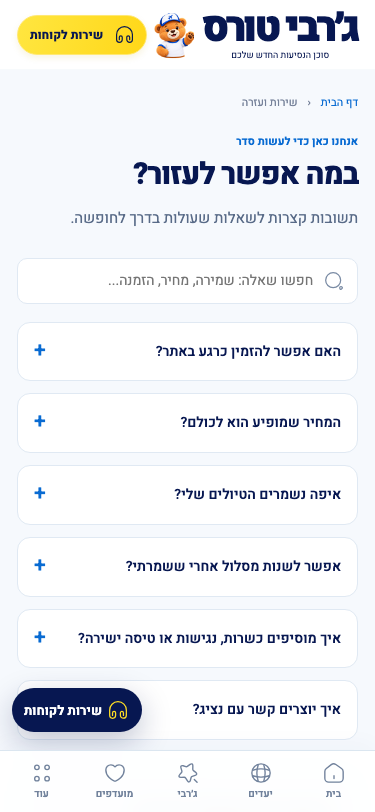 ג'רבי טורס
סוכן הנסיעות החדש שלכם
שירות לקוחות
דף הבית › שירות ועזרה
אנחנו כאן כדי לעשות סדר
במה אפשר לעזור?
תשובות קצרות לשאלות שעולות בדרך לחופשה.
חפשו שאלה: שמירה, מחיר, הזמנה...
האם אפשר להזמין כרגע באתר? +
המחיר שמופיע הוא לכולם? +
איפה נשמרים הטיולים שלי? +
אפשר לשנות מסלול אחרי ששמרתי? +
איך מוסיפים כשרות, נגישות או טיסה ישירה? +
איך יוצרים קשר עם נציג?
שירות לקוחות
בית
יעדים
ג'רבי
מועדפים
עוד